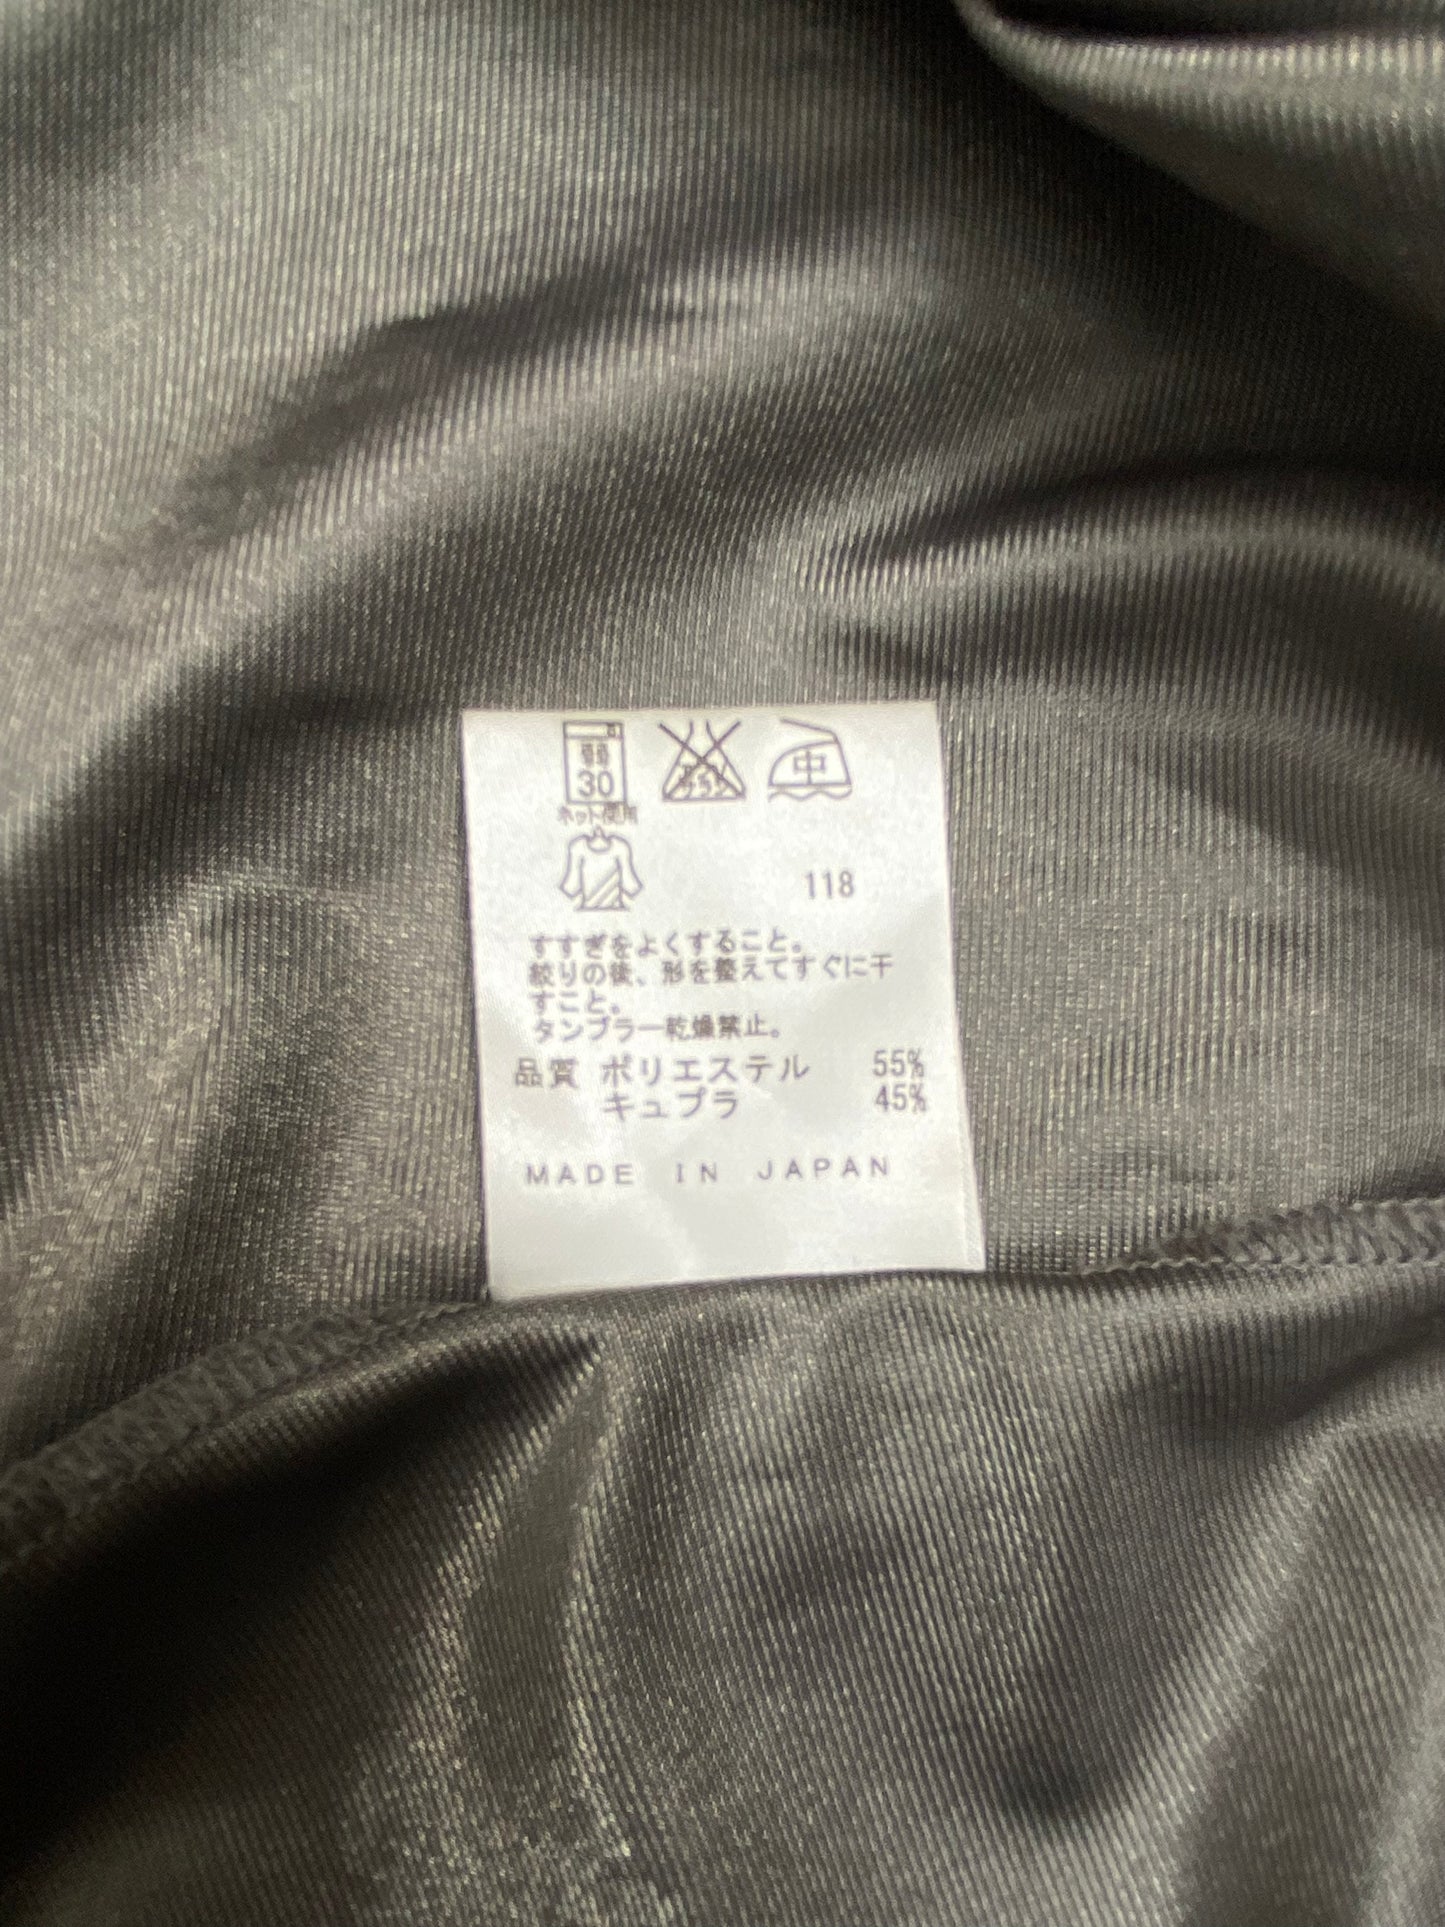 弱
30
中
ネット使用
118
すすぎをよくすること。
絞りの後、形を整えてすぐに干
すこと。
タンブラー乾燥禁止。
品質 ポリエステル 55%
キュプラ 45%
MADE IN JAPAN